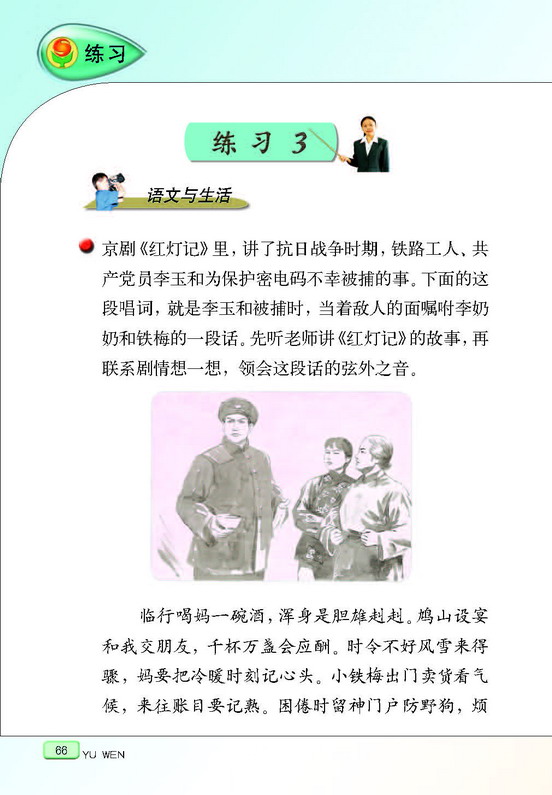 练习
练习 3
语文与生活
京剧《红灯记》里，讲了抗日战争时期，铁路工人、共
产党员李玉和为保护密电码不幸被捕的事。下面的这
段唱词，就是李玉和被捕时，当着敌人的面嘱咐李奶
奶和铁梅的一段话。先听老师讲《红灯记》的故事，再
联系剧情想一想，领会这段话的弦外之音。
临行喝妈一碗酒，浑身是胆雄赳赳。鸠山设宴
和我交朋友，千杯万盏会应酬。时令不好风雪来得
骤，妈要把冷暖时刻记心头。小铁梅出门卖货看气
候，来往账目要记熟。困倦时留神门户防野狗，烦
66
YU WEN